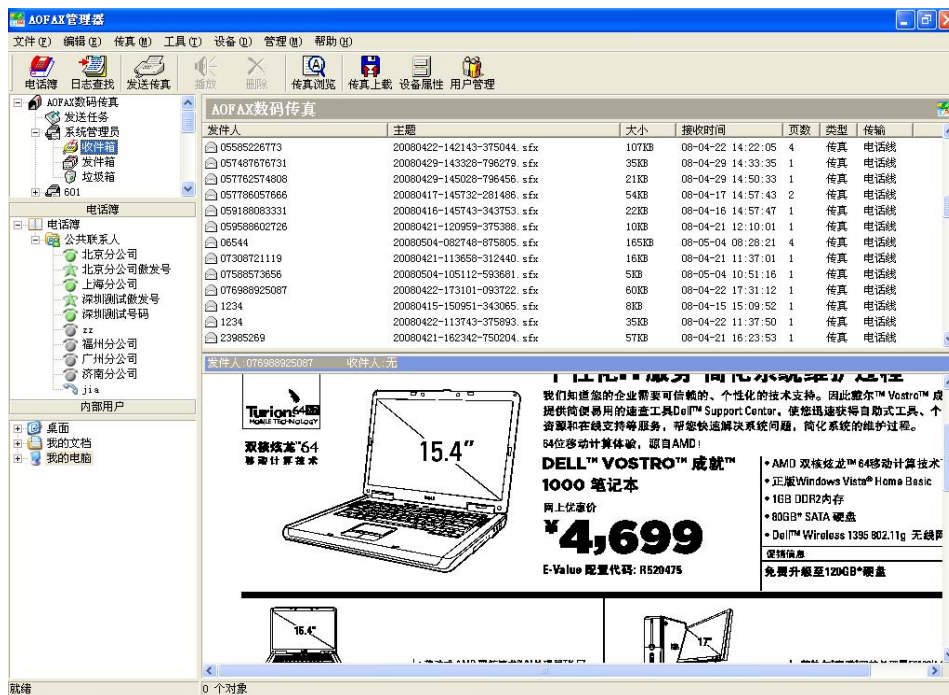 AOFAX管理器
文件(F) 编辑(E) 传真(M) 工具(T) 设备(D) 管理(M) 帮助(H)
电话簿 日志查找 发送传真 播放 删除 传真浏览 传真上载 设备属性 用户管理
AOFAX数码传真
发送任务
系统管理员
收件箱
发件箱
垃圾箱
601
电话簿
电话簿
公共联系人
北京分公司
北京分公司傲发号
上海分公司
深圳测试傲发号
深圳测试号码
zz
福州分公司
广州分公司
济南分公司
jia
内部用户
桌面
我的文档
我的电脑
AOFAX数码传真
发件人 主题 大小 接收时间 页数 类型 传输
05585226773 20080422-142143-375044.sfx 107KB 08-04-22 14:22:05 4 传真 电话线
057487676731 20080429-143328-796279.sfx 35KB 08-04-29 14:33:35 1 传真 电话线
057762574808 20080429-145028-796456.sfx 21KB 08-04-29 14:50:33 1 传真 电话线
057786057666 20080417-145732-281486.sfx 54KB 08-04-17 14:57:43 2 传真 电话线
059188083331 20080416-145743-343753.sfx 22KB 08-04-16 14:57:47 1 传真 电话线
059588602726 20080421-120959-375388.sfx 10KB 08-04-21 12:10:01 1 传真 电话线
06544 20080504-082748-875805.sfx 165KB 08-05-04 08:28:21 4 传真 电话线
07308721119 20080421-113658-312440.sfx 16KB 08-04-21 11:37:01 1 传真 电话线
07588573656 20080504-105112-593681.sfx 5KB 08-05-04 10:51:16 1 传真 电话线
076988925087 20080422-173101-093722.sfx 60KB 08-04-22 17:31:12 1 传真 电话线
1234 20080415-150951-343065.sfx 8KB 08-04-15 15:09:52 1 传真 电话线
1234 20080422-113743-375893.sfx 35KB 08-04-22 11:37:50 1 传真 电话线
23985269 20080421-162342-750204.sfx 57KB 08-04-21 16:23:53 1 传真 电话线
发件人:076988925087 收件人:无
个性化IT服务 简化系统维护过程
我们知道您的企业需要可信赖的、个性化的技术支持。因此戴尔™ Vostro™ 成
提供简便易用的速查工具Dell™ Support Center，使您迅速获得自助式工具、个
资源和在线支持等服务，帮您快速解决系统问题，简化系统的维护过程。
64位移动计算体验，源自AMD!
Turion 64 X2
MOBILE TECHNOLOGY
双核炫龙™64
移动计算技术
15.4″
DELL™ VOSTRO™ 成就™
1000 笔记本
网上优惠价
¥4,699
E-Value 配置代码: R520475
• AMD 双核炫龙™ 64移动计算技术
• 正版Windows Vista® Home Basic
• 1GB DDR2内存
• 80GB* SATA 硬盘
• Dell™ Wireless 1395 802.11g 无线网
促销信息
免费升级至120GB*硬盘
15.4″
17″
就绪 0 个对象